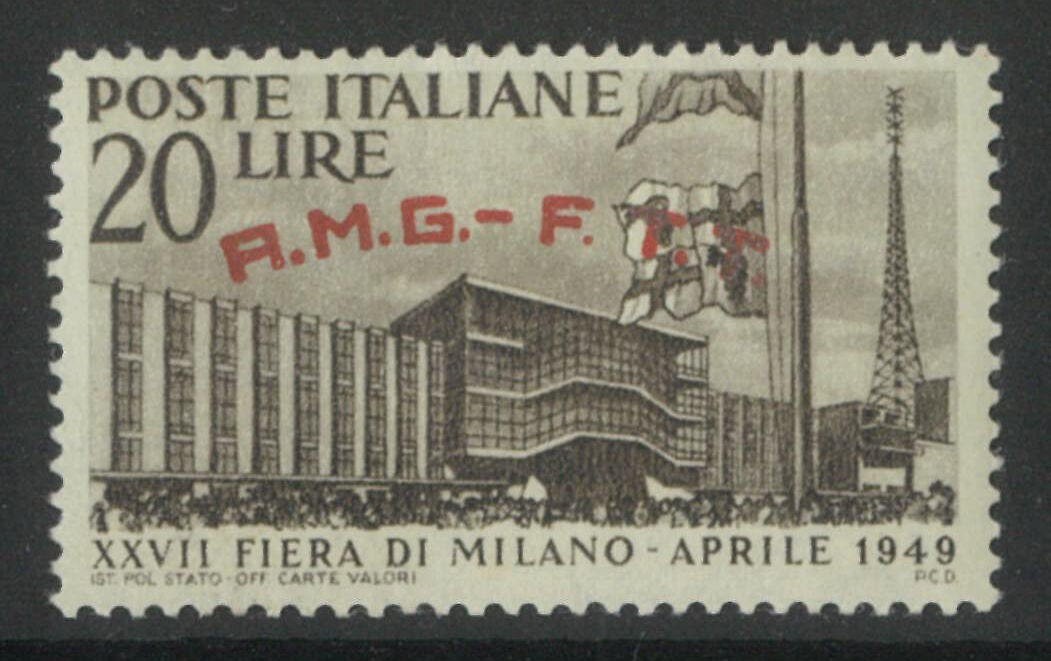 POSTE ITALIANE
20 LIRE
A.M.G.-F.T.T.
XXVII FIERA DI MILANO - APRILE 1949
IST. POL. STATO - OFF. CARTE VALORI
P.C.D.